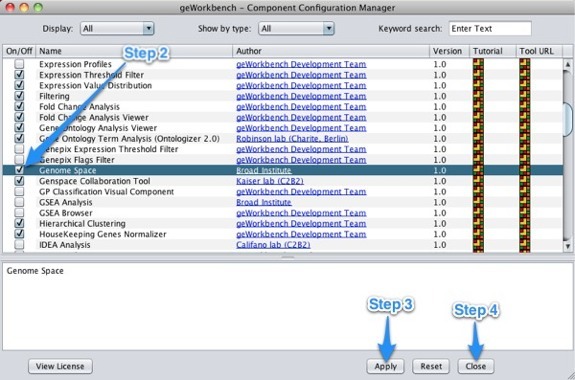 geWorkbench – Component Configuration Manager
Display: All Show by type: All Keyword search: Enter Text
On/Off Name Author Version Tutorial Tool URL
Step 2
Expression Profiles geWorkbench Development Team 1.0
Expression Threshold Filter geWorkbench Development Team 1.0
Expression Value Distribution geWorkbench Development Team 1.0
Filtering geWorkbench Development Team 1.0
Fold Change Analysis geWorkbench Development Team 1.0
Fold Change Analysis Viewer geWorkbench Development Team 1.0
Gene Ontology Analysis Viewer geWorkbench Development Team 1.0
Gene Ontology Term Analysis (Ontologizer 2.0) Robinson lab (Charite, Berlin) 1.0
Genepix Expression Threshold Filter geWorkbench Development Team 1.0
Genepix Flags Filter geWorkbench Development Team 1.0
Genome Space Broad Institute 1.0
Genspace Collaboration Tool Kaiser lab (C2B2) 1.0
GP Classification Visual Component geWorkbench Development Team 1.0
GSEA Analysis Broad Institute 1.0
GSEA Browser geWorkbench Development Team 1.0
Hierarchical Clustering geWorkbench Development Team 1.0
HouseKeeping Genes Normalizer geWorkbench Development Team 1.0
IDEA Analysis Califano lab (C2B2) 1.0
Genome Space
Step 3 Step 4
View License Apply Reset Close